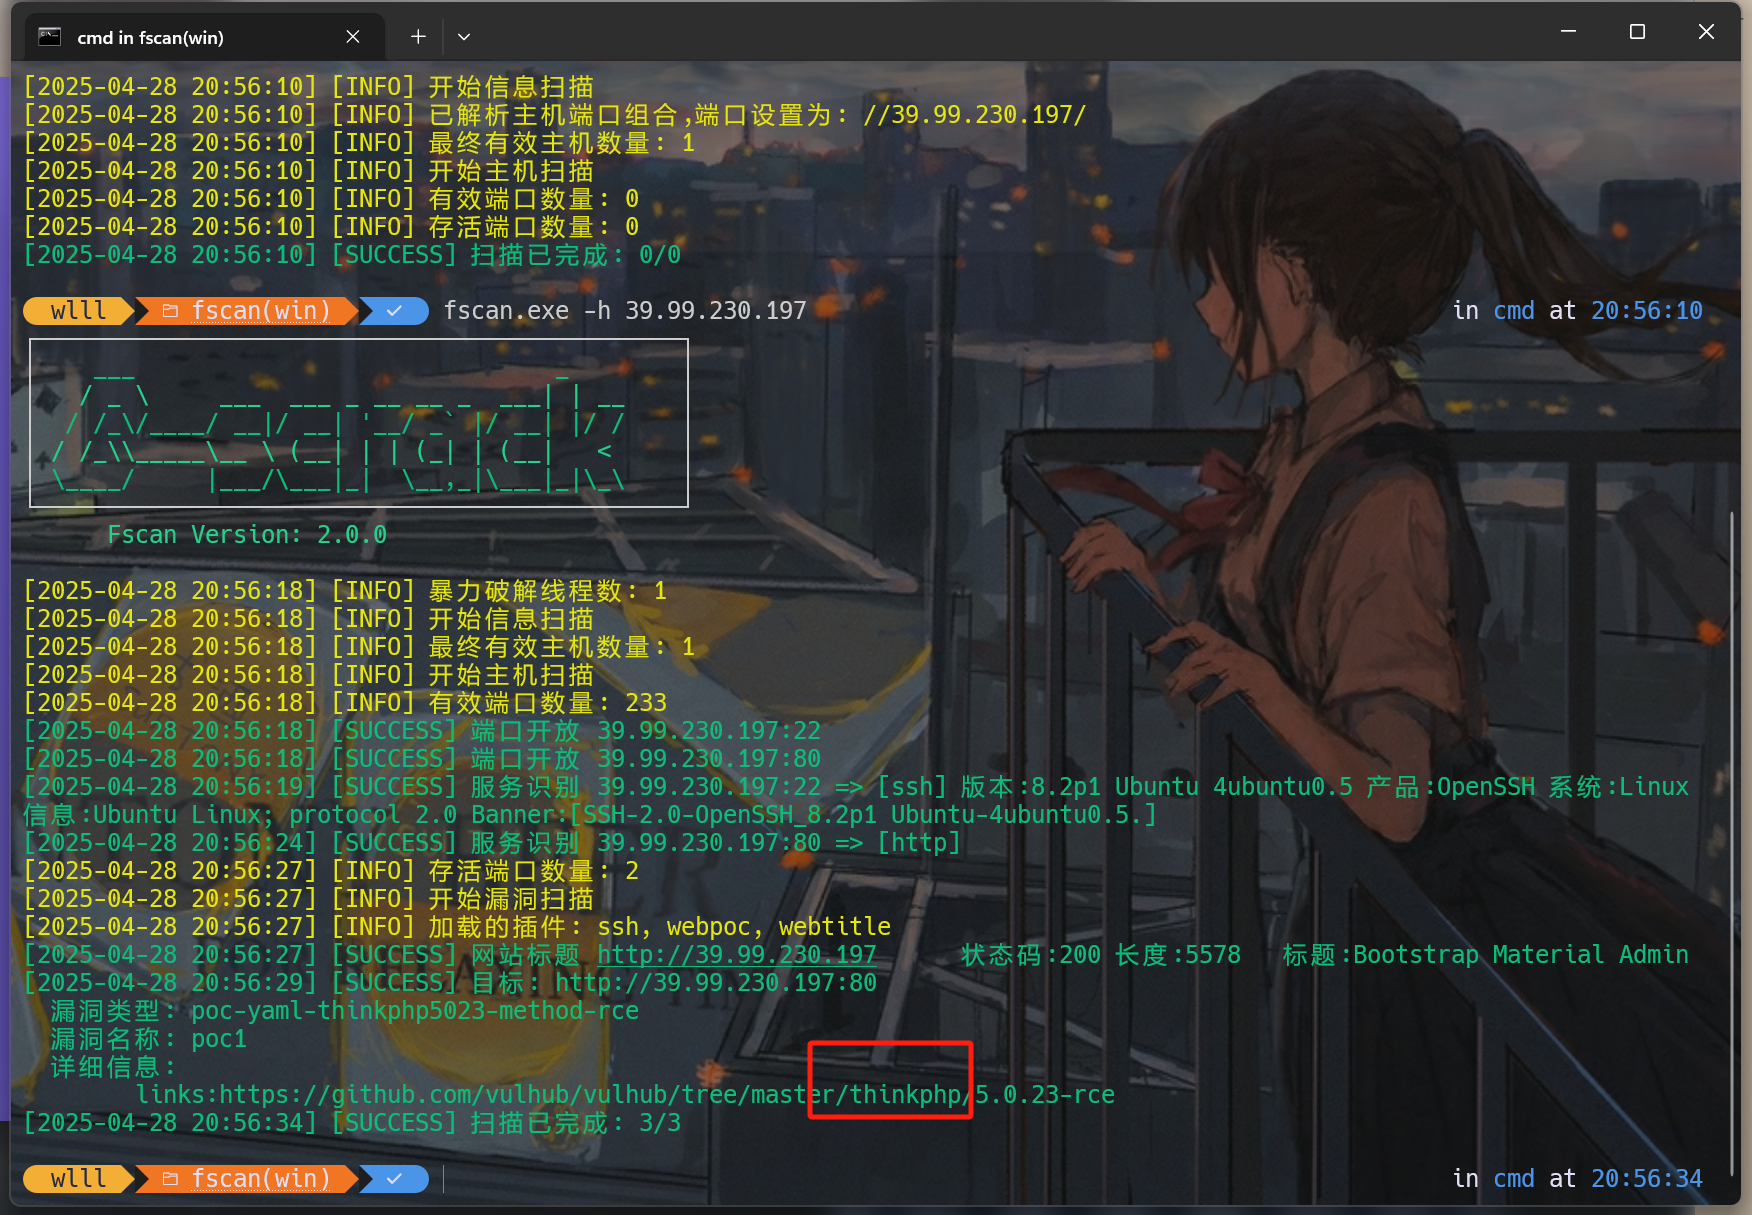 cmd in fscan(win)
[2025-04-28 20:56:10] [INFO] 开始信息扫描
[2025-04-28 20:56:10] [INFO] 已解析主机端口组合,端口设置为: //39.99.230.197/
[2025-04-28 20:56:10] [INFO] 最终有效主机数量: 1
[2025-04-28 20:56:10] [INFO] 开始主机扫描
[2025-04-28 20:56:10] [INFO] 有效端口数量: 0
[2025-04-28 20:56:10] [INFO] 存活端口数量: 0
[2025-04-28 20:56:10] [SUCCESS] 扫描已完成: 0/0
wlll fscan(win) fscan.exe -h 39.99.230.197 in cmd at 20:56:10
Fscan Version: 2.0.0
[2025-04-28 20:56:18] [INFO] 暴力破解线程数: 1
[2025-04-28 20:56:18] [INFO] 开始信息扫描
[2025-04-28 20:56:18] [INFO] 最终有效主机数量: 1
[2025-04-28 20:56:18] [INFO] 开始主机扫描
[2025-04-28 20:56:18] [INFO] 有效端口数量: 233
[2025-04-28 20:56:18] [SUCCESS] 端口开放 39.99.230.197:22
[2025-04-28 20:56:18] [SUCCESS] 端口开放 39.99.230.197:80
[2025-04-28 20:56:19] [SUCCESS] 服务识别 39.99.230.197:22 => [ssh] 版本:8.2p1 Ubuntu 4ubuntu0.5 产品:OpenSSH 系统:Linux
信息:Ubuntu Linux; protocol 2.0 Banner:[SSH-2.0-OpenSSH_8.2p1 Ubuntu-4ubuntu0.5.]
[2025-04-28 20:56:24] [SUCCESS] 服务识别 39.99.230.197:80 => [http]
[2025-04-28 20:56:27] [INFO] 存活端口数量: 2
[2025-04-28 20:56:27] [INFO] 开始漏洞扫描
[2025-04-28 20:56:27] [INFO] 加载的插件: ssh, webpoc, webtitle
[2025-04-28 20:56:27] [SUCCESS] 网站标题 http://39.99.230.197 状态码:200 长度:5578 标题:Bootstrap Material Admin
[2025-04-28 20:56:29] [SUCCESS] 目标: http://39.99.230.197:80
漏洞类型: poc-yaml-thinkphp5023-method-rce
漏洞名称: poc1
详细信息:
links:https://github.com/vulhub/vulhub/tree/master/thinkphp/5.0.23-rce
[2025-04-28 20:56:34] [SUCCESS] 扫描已完成: 3/3
wlll fscan(win) in cmd at 20:56:34